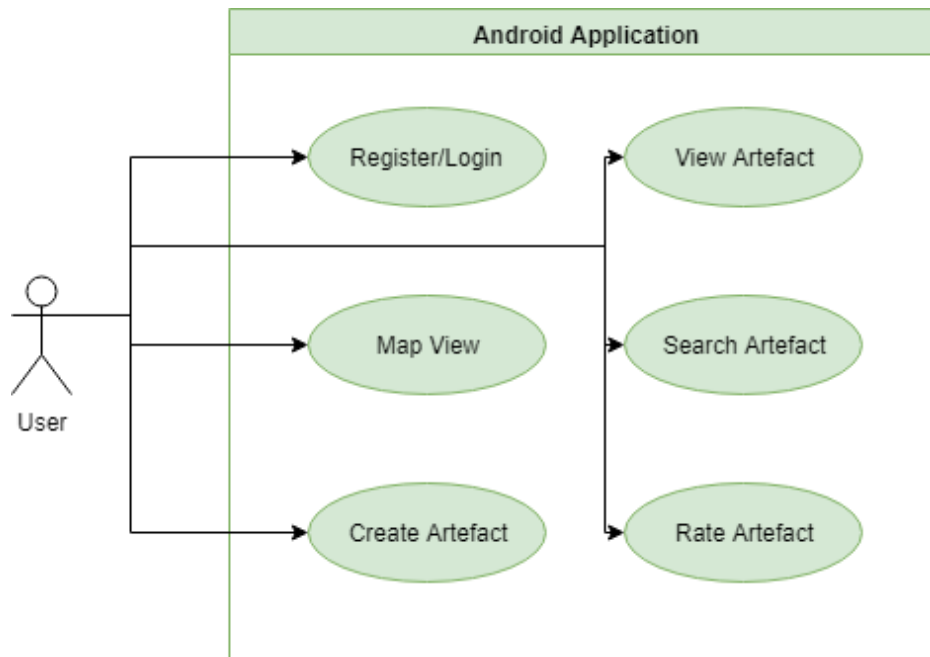 Android Application
Register/Login
View Artefact
Map View
Search Artefact
User
Create Artefact
Rate Artefact